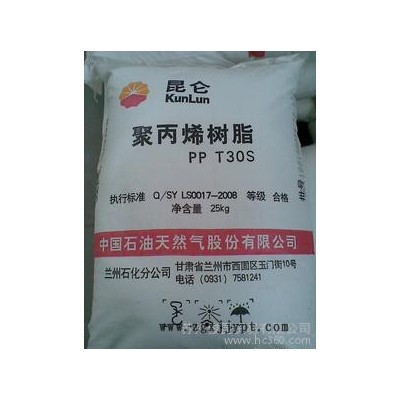 昆仑
KunLun
聚丙烯树脂
PP T30S
执行标准 Q/SY LS0017-2008 等级 合格
净含量 25kg
中国石油天然气股份有限公司
兰州石化分公司 甘肃省兰州市西固区玉门街10号
电话 (0931) 7581241
www.hc360.com